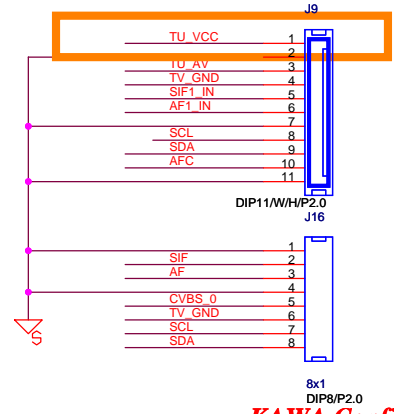 J9
TU_VCC 1
2
TU_AV 3
TV_GND 4
SIF1_IN 5
AF1_IN 6
7
SCL 8
SDA 9
AFC 10
11
DIP11/W/H/P2.0
J16
1
SIF 2
AF 3
4
CVBS_0 5
TV_GND 6
SCL 7
SDA 8
S
8x1
DIP8/P2.0
KAWA